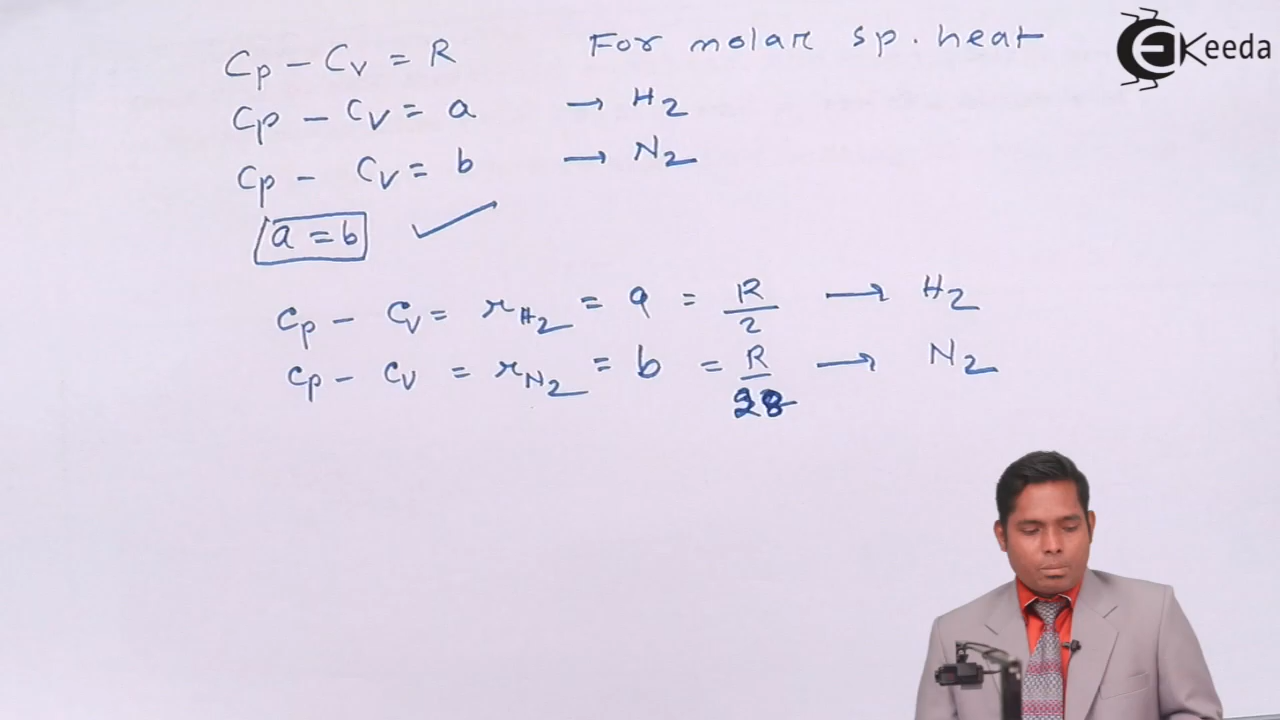 Cp - Cv = R For molar sp. heat
Cp - Cv = a → H2
Cp - Cv = b → N2
a = b ✓
Cp - Cv = rH2 = a = R/2 → H2
Cp - Cv = rN2 = b = R/28 → N2
EKeeda